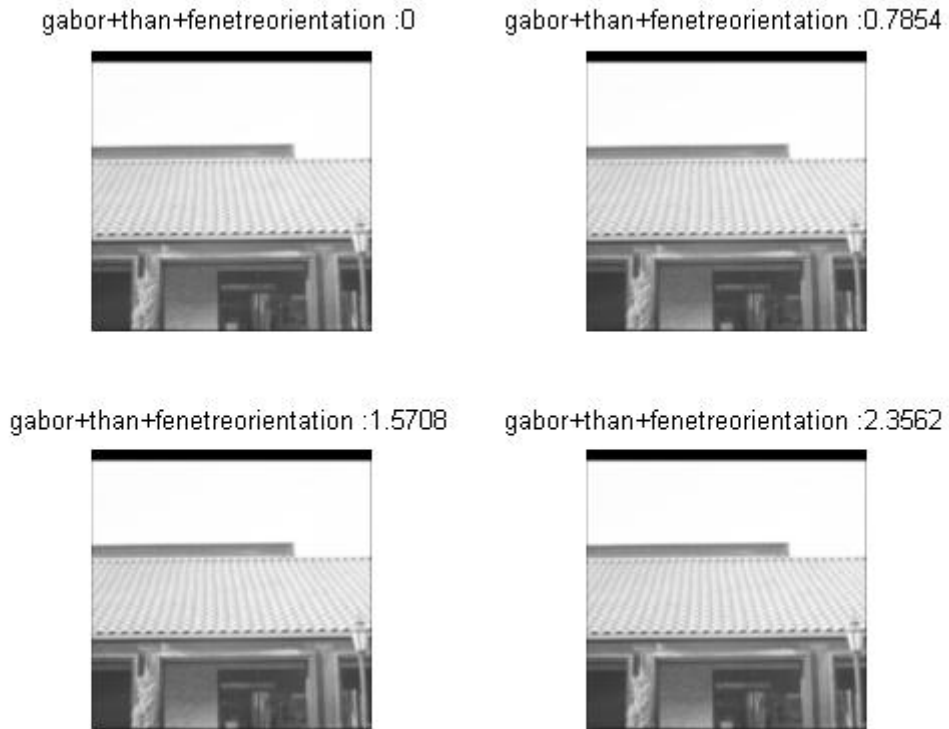 gabor+than+fenetreorientation :0
gabor+than+fenetreorientation :0.7854
gabor+than+fenetreorientation :1.5708
gabor+than+fenetreorientation :2.3562